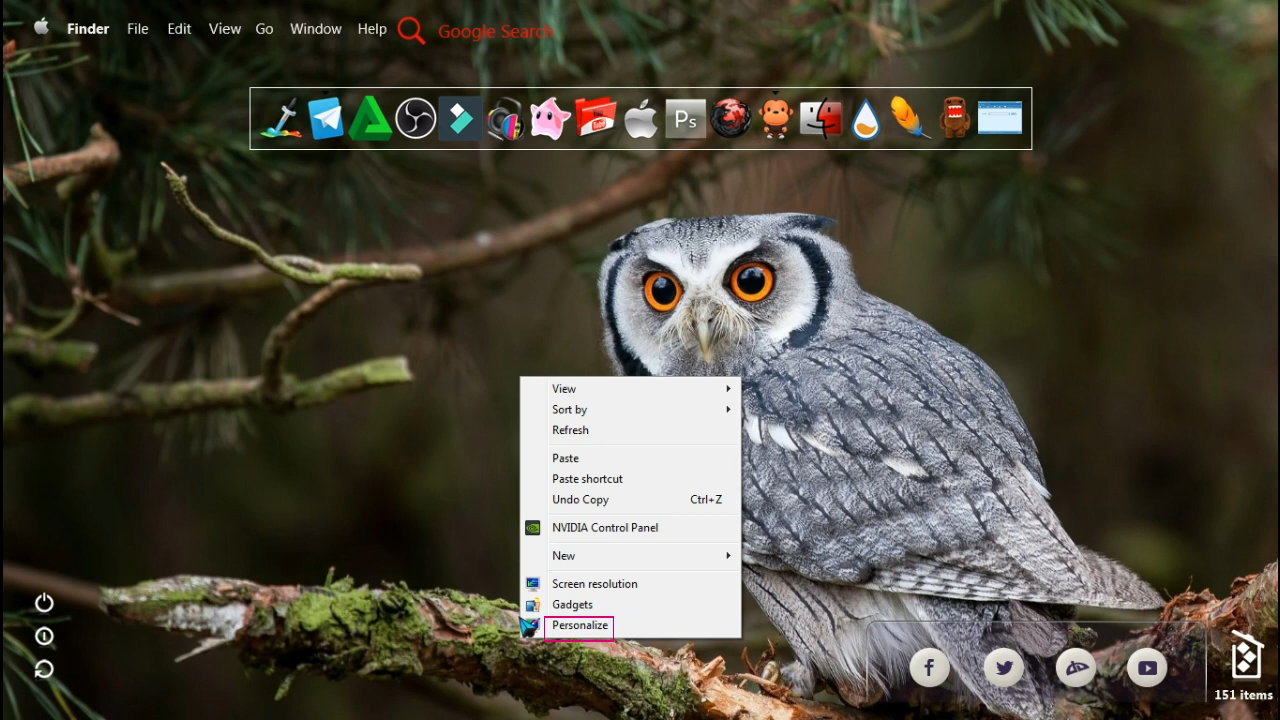 Finder File Edit View Go Window Help Google Search
Ps
View
Sort by
Refresh
Paste
Paste shortcut
Undo Copy Ctrl+Z
NVIDIA Control Panel
New
Screen resolution
Gadgets
Personalize
151 items